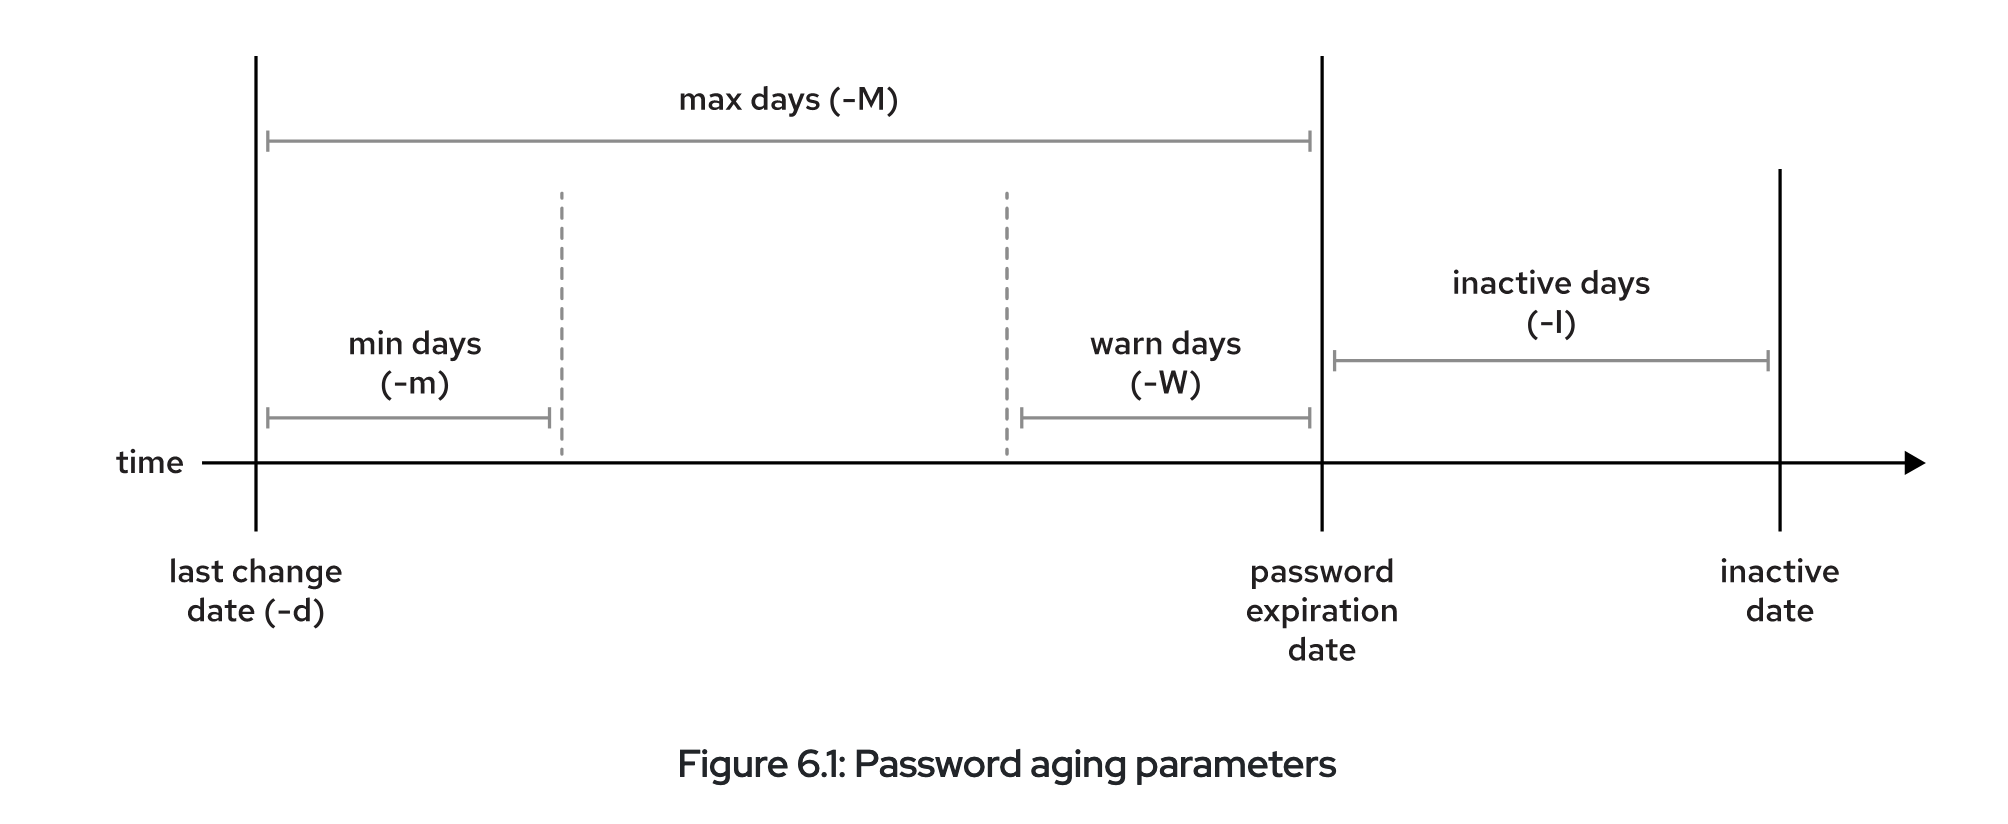 max days (-M)
inactive days
(-I)
min days
(-m)
warn days
(-W)
time
last change
date (-d)
password
expiration
date
inactive
date
Figure 6.1: Password aging parameters